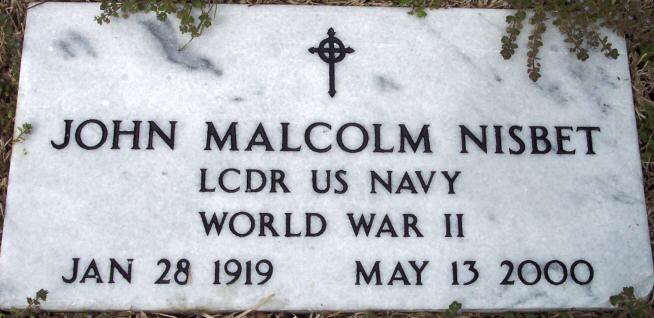 JOHN MALCOLM NISBET
LCDR US NAVY
WORLD WAR II
JAN 28 1919 MAY 13 2000